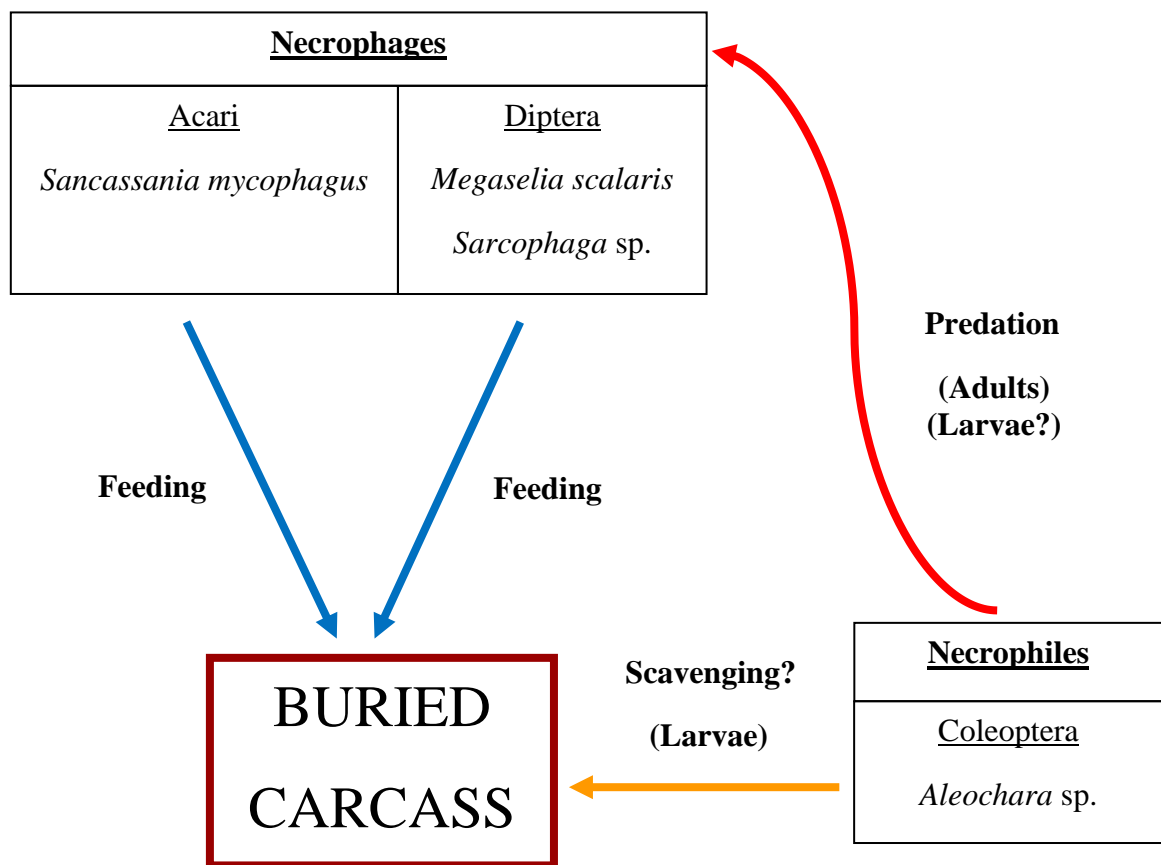 Necrophages
Acari
Sancassania mycophagus
Diptera
Megaselia scalaris
Sarcophaga sp.
Predation
(Adults)
(Larvae?)
Feeding
Feeding
BURIED
CARCASS
Scavenging?
(Larvae)
Necrophiles
Coleoptera
Aleochara sp.